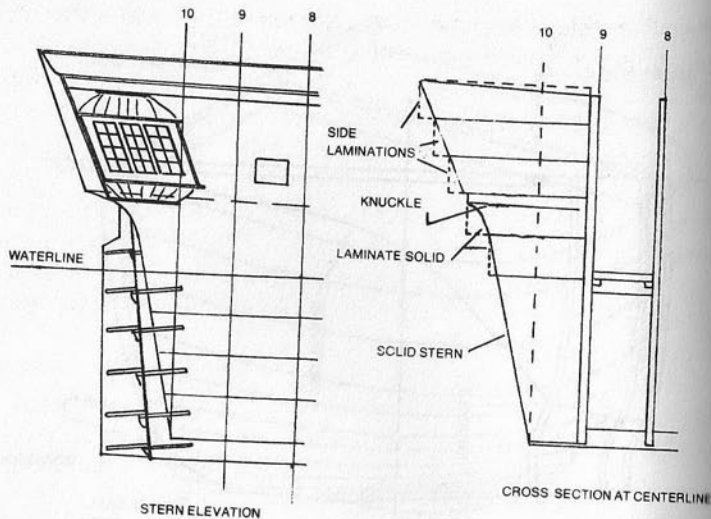 10
9
8
WATERLINE
STERN ELEVATION
10
9
8
SIDE
LAMINATIONS
KNUCKLE
LAMINATE SOLID
SOLID STERN
CROSS SECTION AT CENTERLINE